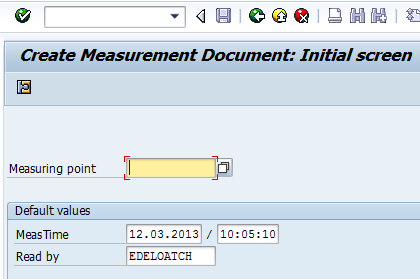 Create Measurement Document: Initial screen
Measuring point
Default values
MeasTime 12.03.2013 / 10:05:10
Read by EDELOATCH